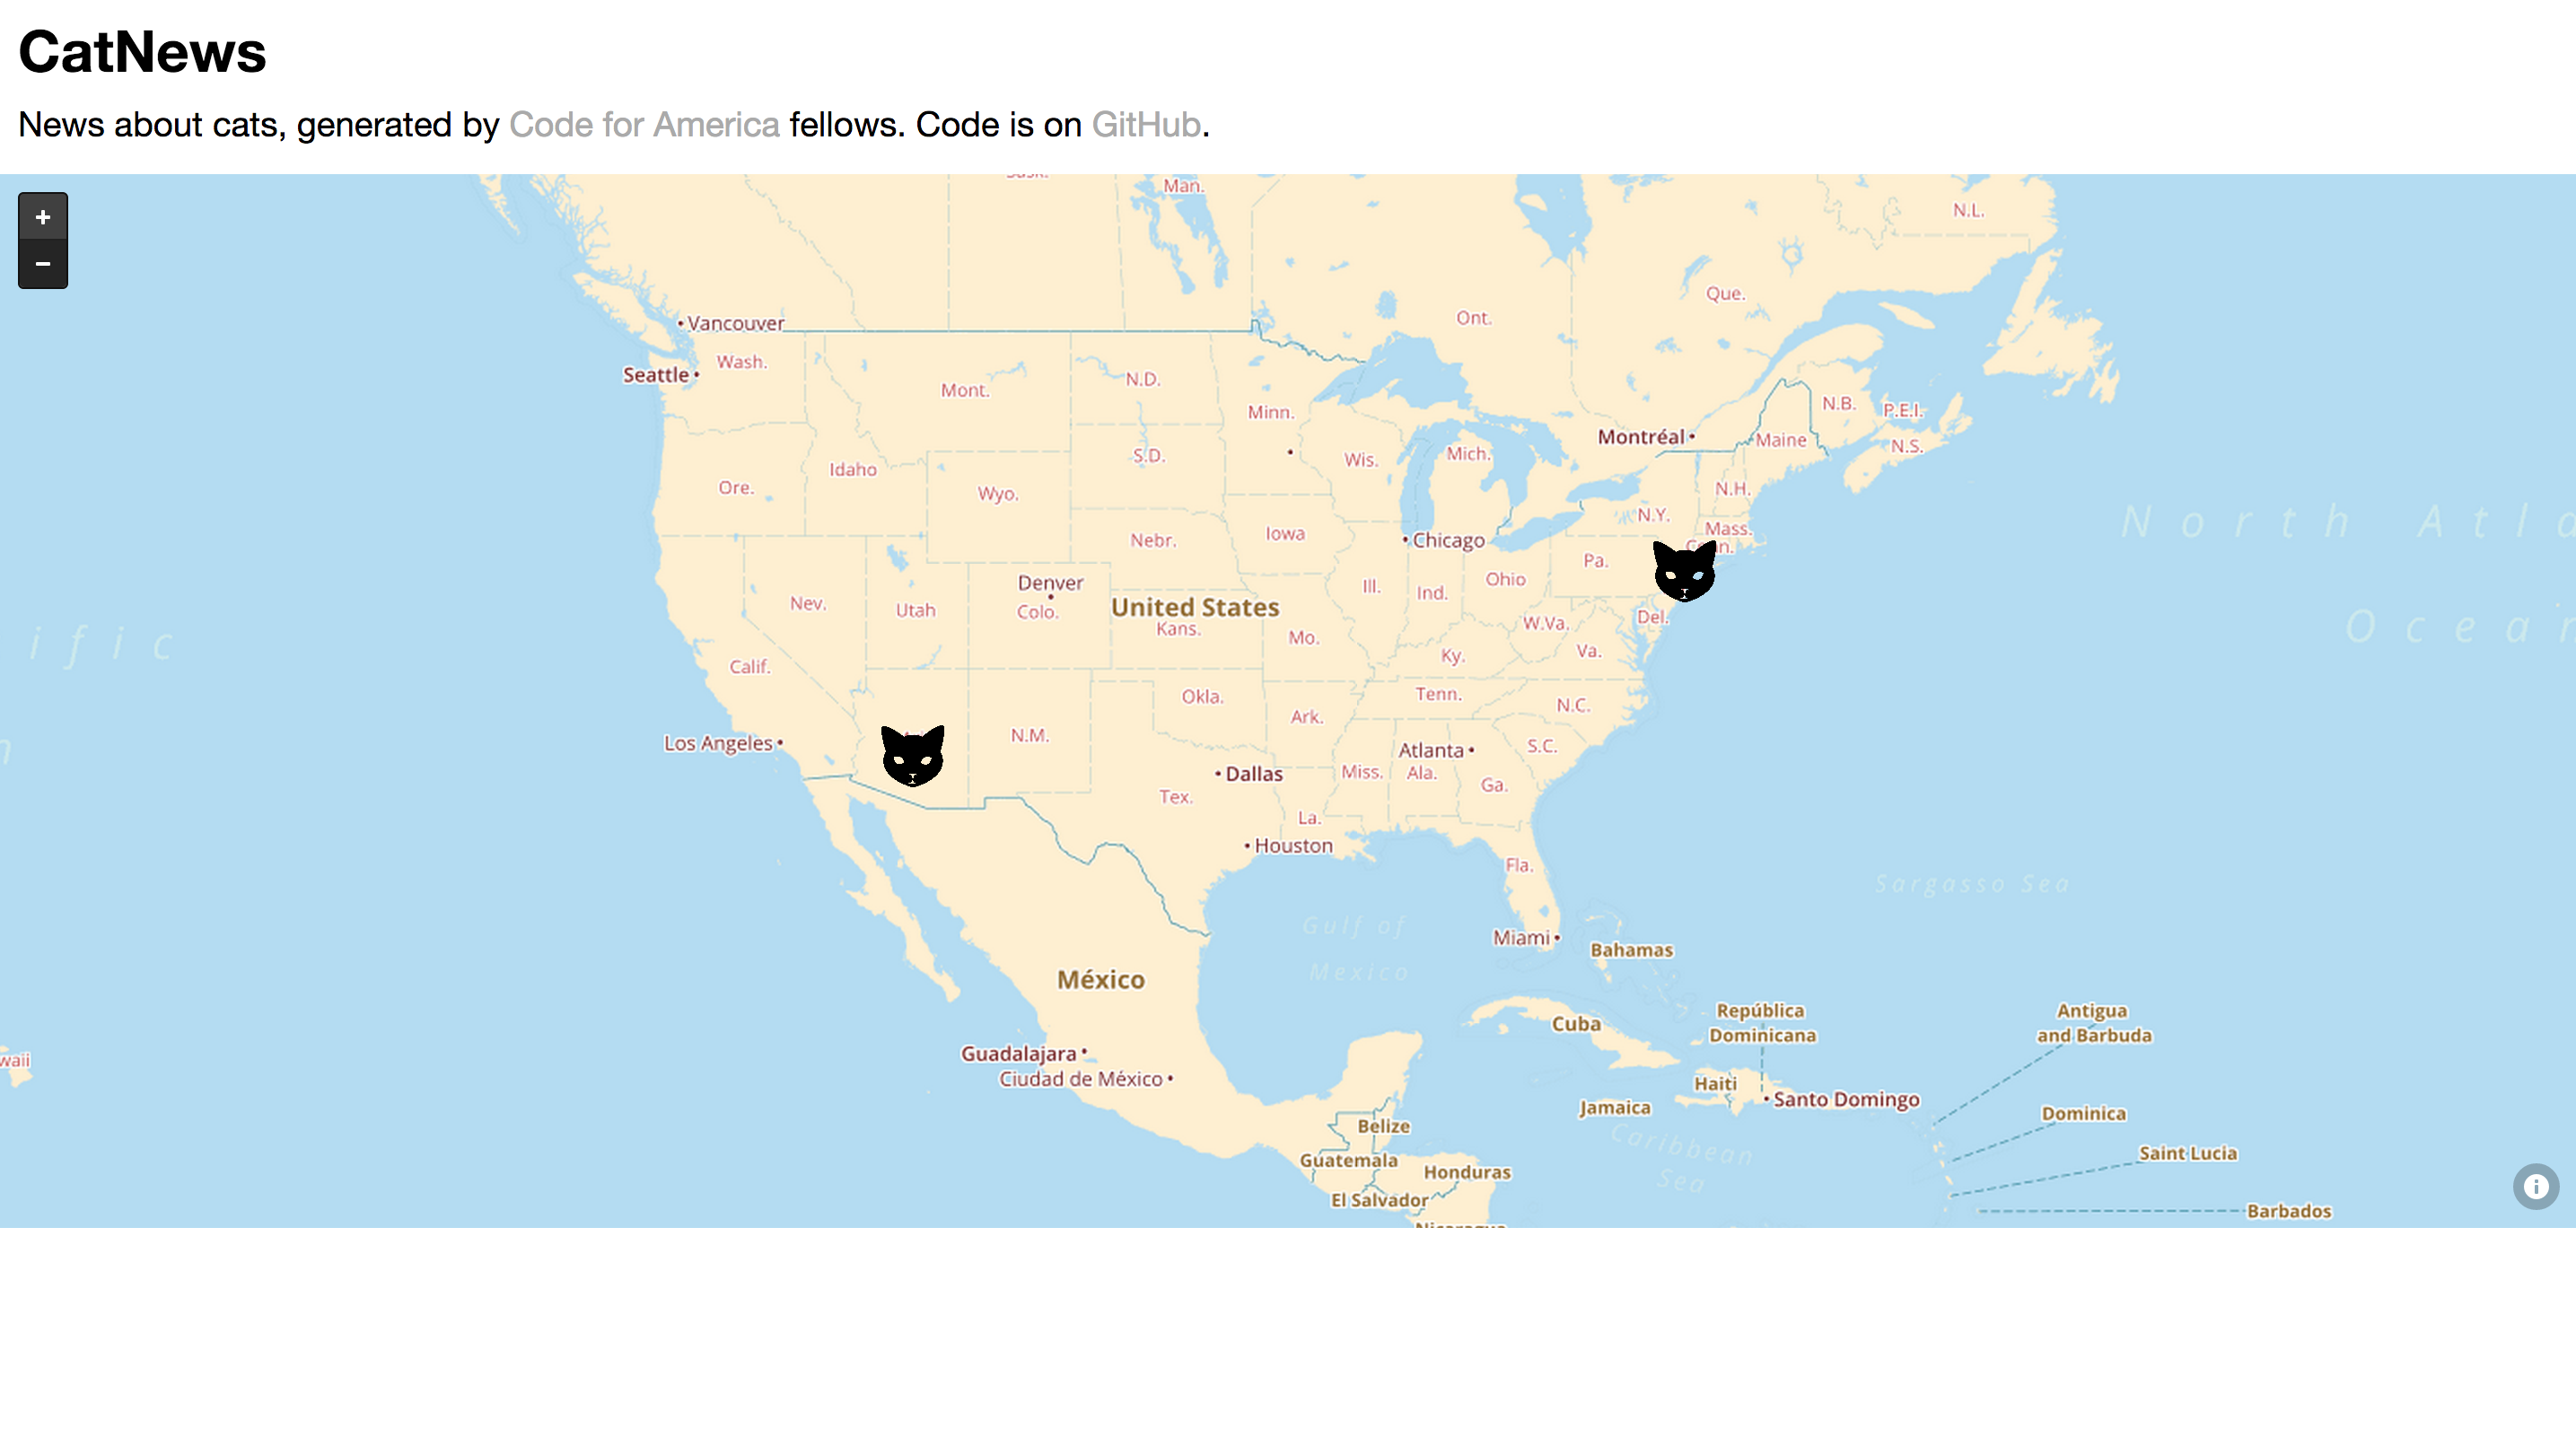 CatNews
News about cats, generated by Code for America fellows. Code is on GitHub.
+
−
Man.
N.L.
Que.
Ont.
Vancouver
Wash.
Seattle
Mont.
N.D.
Minn.
N.B.
P.E.I.
Montréal
Maine
N.S.
Idaho
S.D.
Wis.
Mich.
Ore.
Wyo.
N.H.
N.Y.
Mass.
North Atla
Nebr.
Iowa
Chicago
Pa.
Denver
Ill.
Ind.
Ohio
Nev.
Utah
Colo.
United States
Kans.
Del.
W.Va.
Ocean
ific
Mo.
Calif.
Ky.
Va.
Okla.
Tenn.
Ark.
N.C.
Los Angeles
N.M.
Atlanta
S.C.
Dallas
Miss.
Ala.
Ga.
Tex.
La.
Houston
Fla.
Sargasso Sea
Gulf of
Mexico
Miami
Bahamas
México
República
Dominicana
Antigua
and Barbuda
Cuba
Guadalajara
Ciudad de México
waii
Haiti
Santo Domingo
Jamaica
Dominica
Belize
Caribbean
Sea
Guatemala
Honduras
Saint Lucia
El Salvador
Barbados